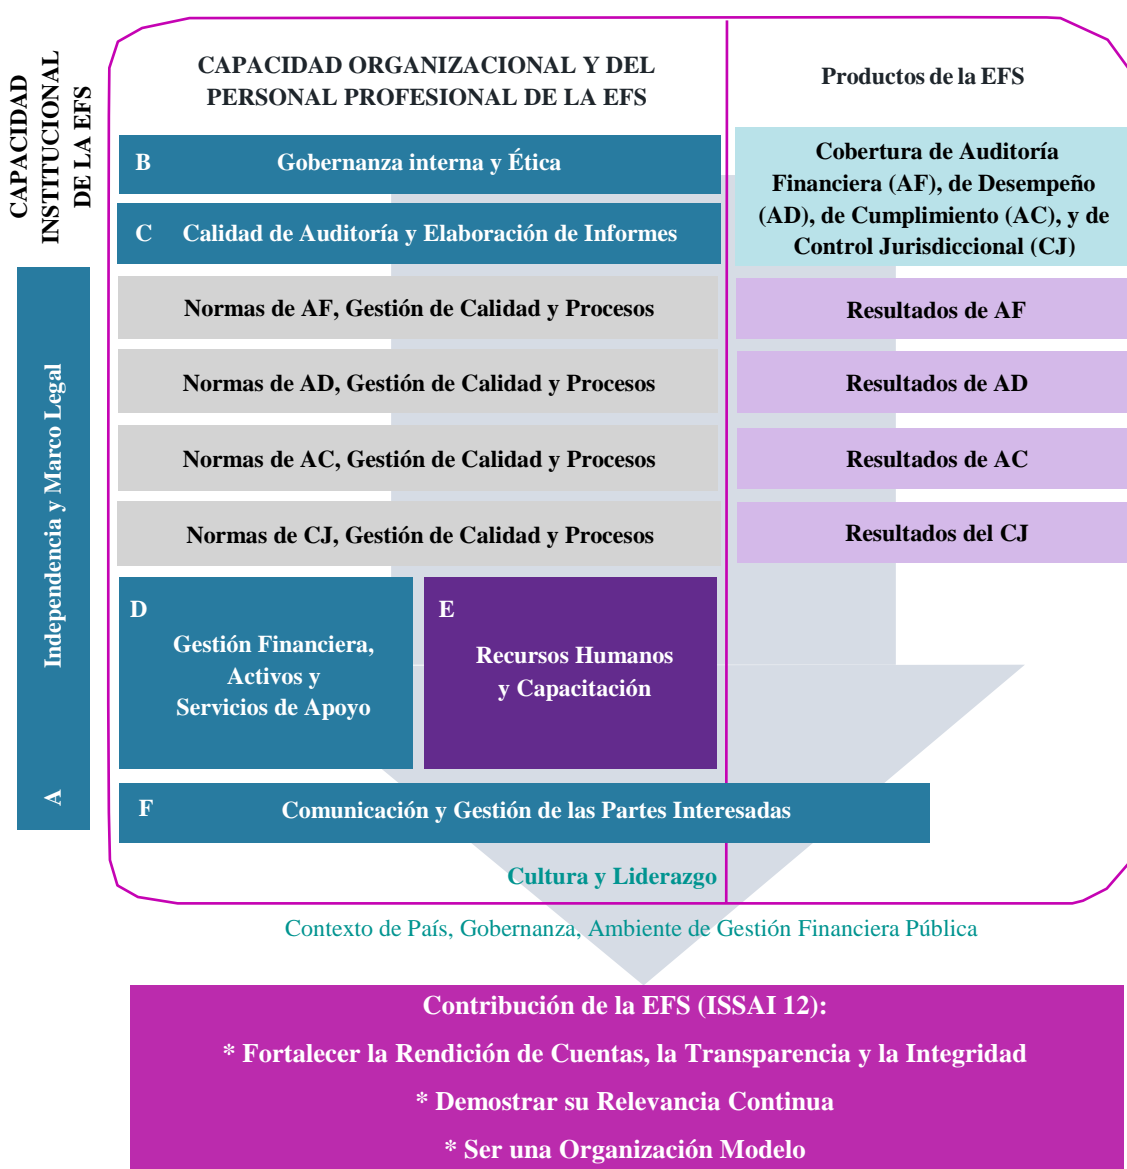 CAPACIDAD
INSTITUCIONAL
DE LA EFS
CAPACIDAD ORGANIZACIONAL Y DEL
PERSONAL PROFESIONAL DE LA EFS
Productos de la EFS
B
Gobernanza interna y Ética
Cobertura de Auditoría
Financiera (AF), de Desempeño
(AD), de Cumplimiento (AC), y de
Control Jurisdiccional (CJ)
C
Calidad de Auditoría y Elaboración de Informes
Normas de AF, Gestión de Calidad y Procesos
Resultados de AF
Normas de AD, Gestión de Calidad y Procesos
Resultados de AD
Normas de AC, Gestión de Calidad y Procesos
Resultados de AC
Normas de CJ, Gestión de Calidad y Procesos
Resultados del CJ
A
Independencia y Marco Legal
D
Gestión Financiera,
Activos y
Servicios de Apoyo
E
Recursos Humanos
y Capacitación
F
Comunicación y Gestión de las Partes Interesadas
Cultura y Liderazgo
Contexto de País, Gobernanza, Ambiente de Gestión Financiera Pública
Contribución de la EFS (ISSAI 12):
* Fortalecer la Rendición de Cuentas, la Transparencia y la Integridad
* Demostrar su Relevancia Continua
* Ser una Organización Modelo